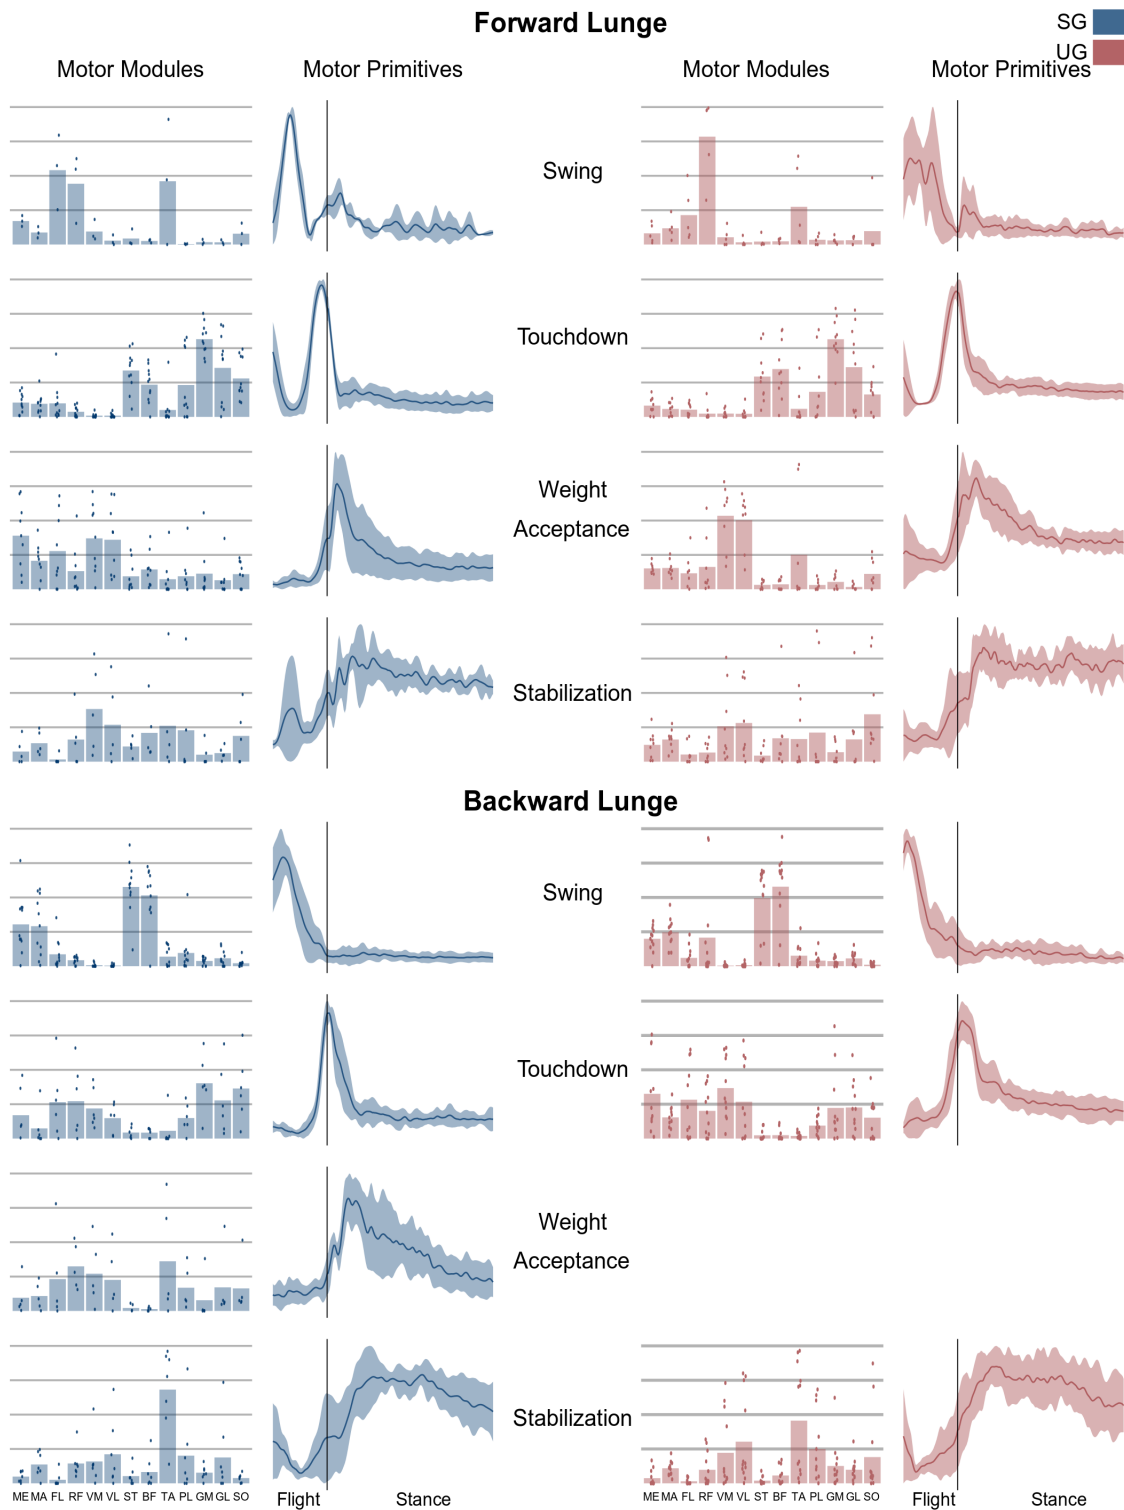 Forward Lunge
SG
UG
Motor Modules
Motor Primitives
Motor Modules
Motor Primitives
Swing
Touchdown
Weight
Acceptance
Stabilization
Backward Lunge
Swing
Touchdown
Weight
Acceptance
Stabilization
ME MA FL RF VM VL ST BF TA PL GM GL SO
Flight
Stance
ME MA FL RF VM VL ST BF TA PL GM GL SO
Flight
Stance